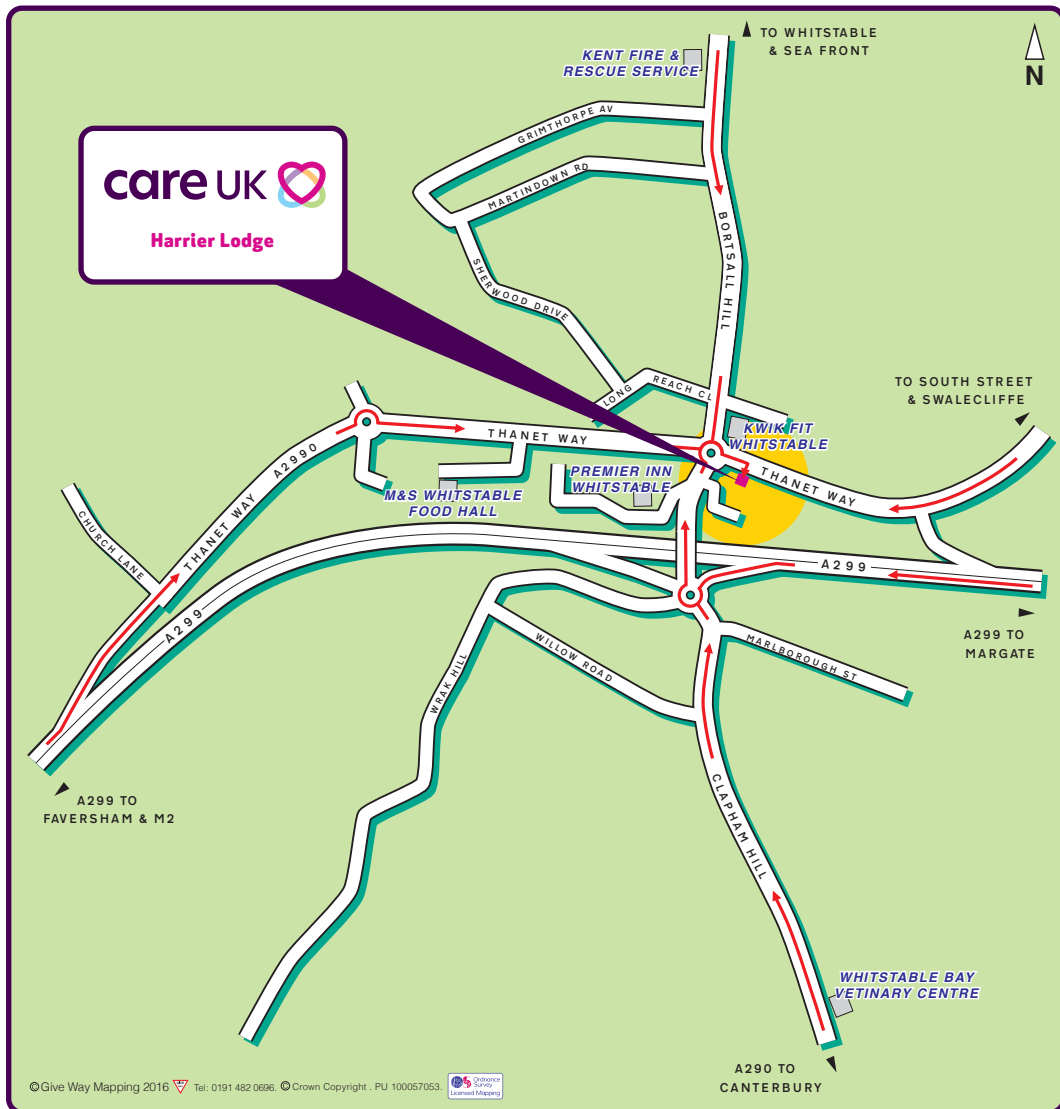 TO WHITSTABLE
& SEA FRONT
N
KENT FIRE &
RESCUE SERVICE
GRIMTHORPE AV
MARTINDOWN RD
care UK
Harrier Lodge
BORTSALL HILL
SHERWOOD DRIVE
LONG REACH CL
TO SOUTH STREET
& SWALECLIFFE
KWIK FIT
WHITSTABLE
THANET WAY
A2990
THANET WAY
PREMIER INN
WHITSTABLE
THANET WAY
M&S WHITSTABLE
FOOD HALL
CHURCH LANE
A299
A299
A299 TO
MARGATE
MARLBOROUGH ST
WILLOW ROAD
WRAK HILL
CLAPHAM HILL
A299 TO
FAVERSHAM & M2
WHITSTABLE BAY
VETINARY CENTRE
A290 TO
CANTERBURY
©Give Way Mapping 2016 Tel: 0191 482 0696. ©Crown Copyright . PU 100057053.
Ordnance
Survey
Licensed Mapping